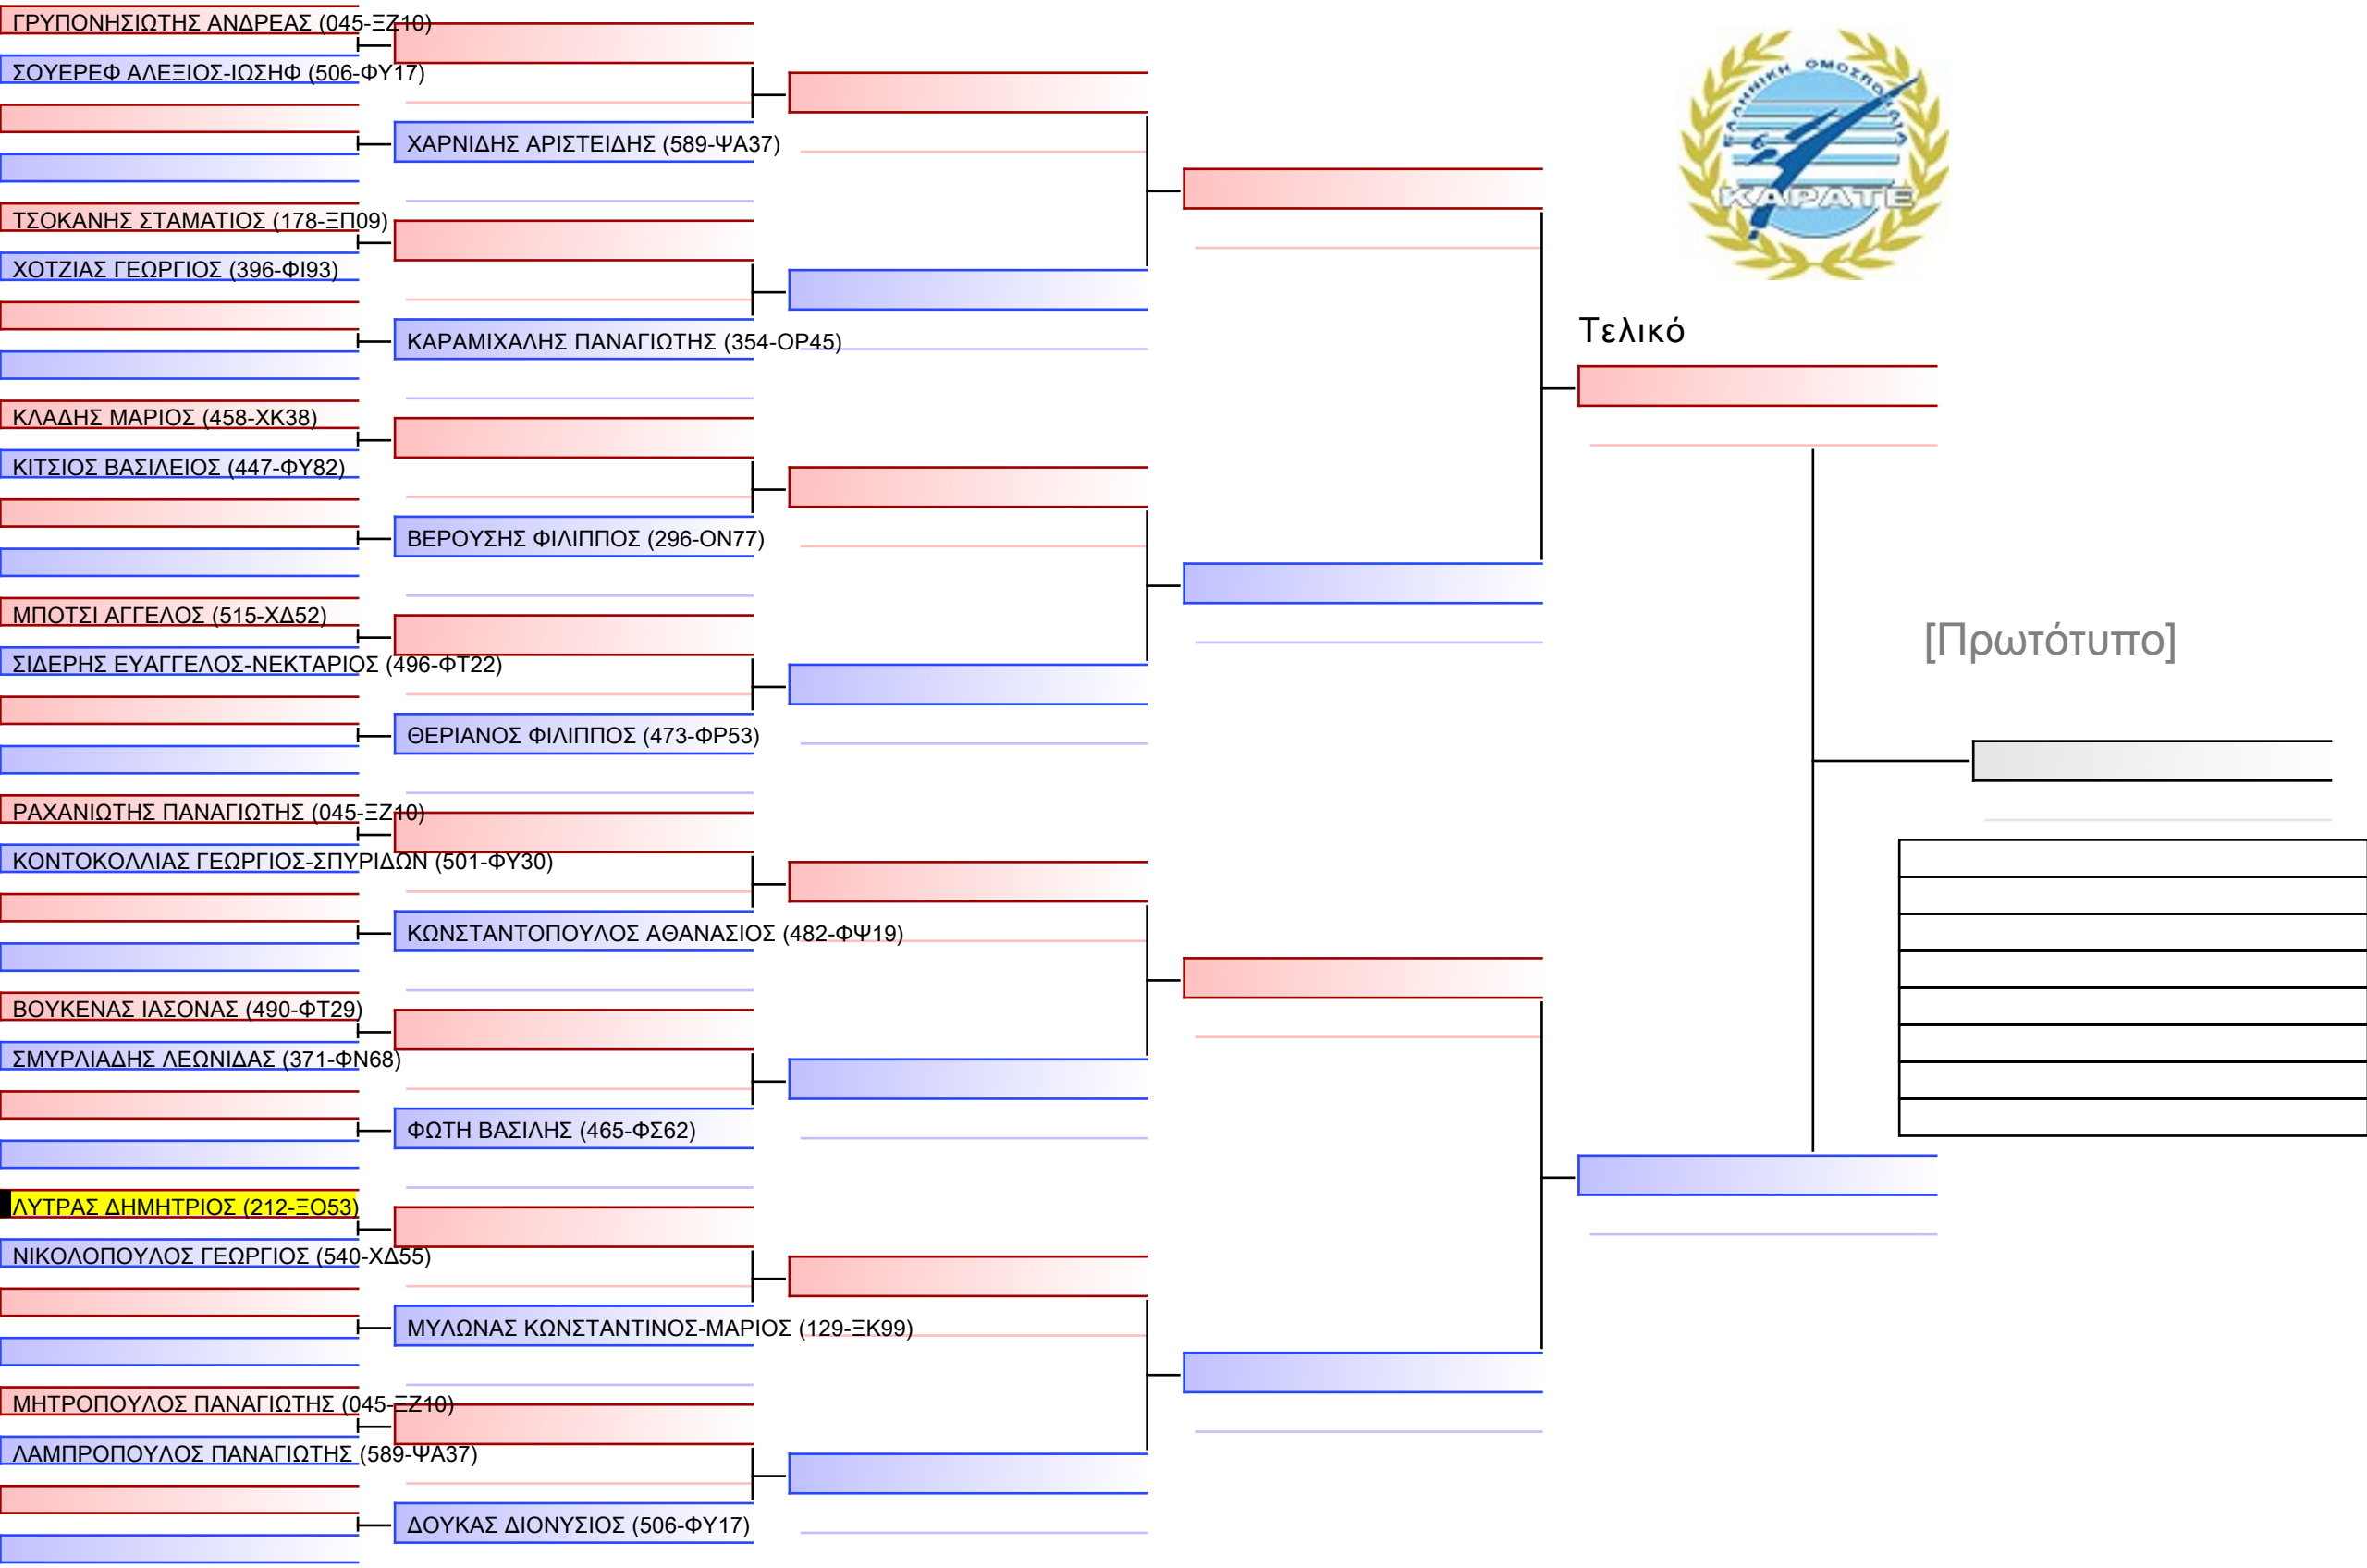 ΓΡΥΠΟΝΗΣΙΩΤΗΣ ΑΝΔΡΕΑΣ (045-ΞΖ10)
ΣΟΥΕΡΕΦ ΑΛΕΞΙΟΣ-ΙΩΣΗΦ (506-ΦΥ17)
ΧΑΡΝΙΔΗΣ ΑΡΙΣΤΕΙΔΗΣ (589-ΨΑ37)
ΤΣΟΚΑΝΗΣ ΣΤΑΜΑΤΙΟΣ (178-ΞΠ09)
ΧΟΤΖΙΑΣ ΓΕΩΡΓΙΟΣ (396-ΦΙ93)
ΚΑΡΑΜΙΧΑΛΗΣ ΠΑΝΑΓΙΩΤΗΣ (354-ΟΡ45)
ΚΛΑΔΗΣ ΜΑΡΙΟΣ (458-ΧΚ38)
ΚΙΤΣΙΟΣ ΒΑΣΙΛΕΙΟΣ (447-ΦΥ82)
ΒΕΡΟΥΣΗΣ ΦΙΛΙΠΠΟΣ (296-ΟΝ77)
ΜΠΟΤΣΙ ΑΓΓΕΛΟΣ (515-ΧΔ52)
ΣΙΔΕΡΗΣ ΕΥΑΓΓΕΛΟΣ-ΝΕΚΤΑΡΙΟΣ (496-ΦΤ22)
ΘΕΡΙΑΝΟΣ ΦΙΛΙΠΠΟΣ (473-ΦΡ53)
ΡΑΧΑΝΙΩΤΗΣ ΠΑΝΑΓΙΩΤΗΣ (045-ΞΖ10)
ΚΟΝΤΟΚΟΛΛΙΑΣ ΓΕΩΡΓΙΟΣ-ΣΠΥΡΙΔΩΝ (501-ΦΥ30)
ΚΩΝΣΤΑΝΤΟΠΟΥΛΟΣ ΑΘΑΝΑΣΙΟΣ (482-ΦΨ19)
ΒΟΥΚΕΝΑΣ ΙΑΣΟΝΑΣ (490-ΦΤ29)
ΣΜΥΡΛΙΑΔΗΣ ΛΕΩΝΙΔΑΣ (371-ΦΝ68)
ΦΩΤΗ ΒΑΣΙΛΗΣ (465-ΦΣ62)
ΛΥΤΡΑΣ ΔΗΜΗΤΡΙΟΣ (212-ΞΟ53)
ΝΙΚΟΛΟΠΟΥΛΟΣ ΓΕΩΡΓΙΟΣ (540-ΧΔ55)
ΜΥΛΩΝΑΣ ΚΩΝΣΤΑΝΤΙΝΟΣ-ΜΑΡΙΟΣ (129-ΞΚ99)
ΜΗΤΡΟΠΟΥΛΟΣ ΠΑΝΑΓΙΩΤΗΣ (045-ΞΖ10)
ΛΑΜΠΡΟΠΟΥΛΟΣ ΠΑΝΑΓΙΩΤΗΣ (589-ΨΑ37)
ΔΟΥΚΑΣ ΔΙΟΝΥΣΙΟΣ (506-ΦΥ17)
ΕΛΛΗΝΙΚΗ ΟΜΟΣΠΟΝΔΙΑ
ΚΑΡΑΤΕ
Τελικό
[Πρωτότυπο]